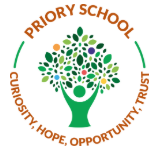 PRIORY SCHOOL
CURIOSITY, HOPE, OPPORTUNITY, TRUST